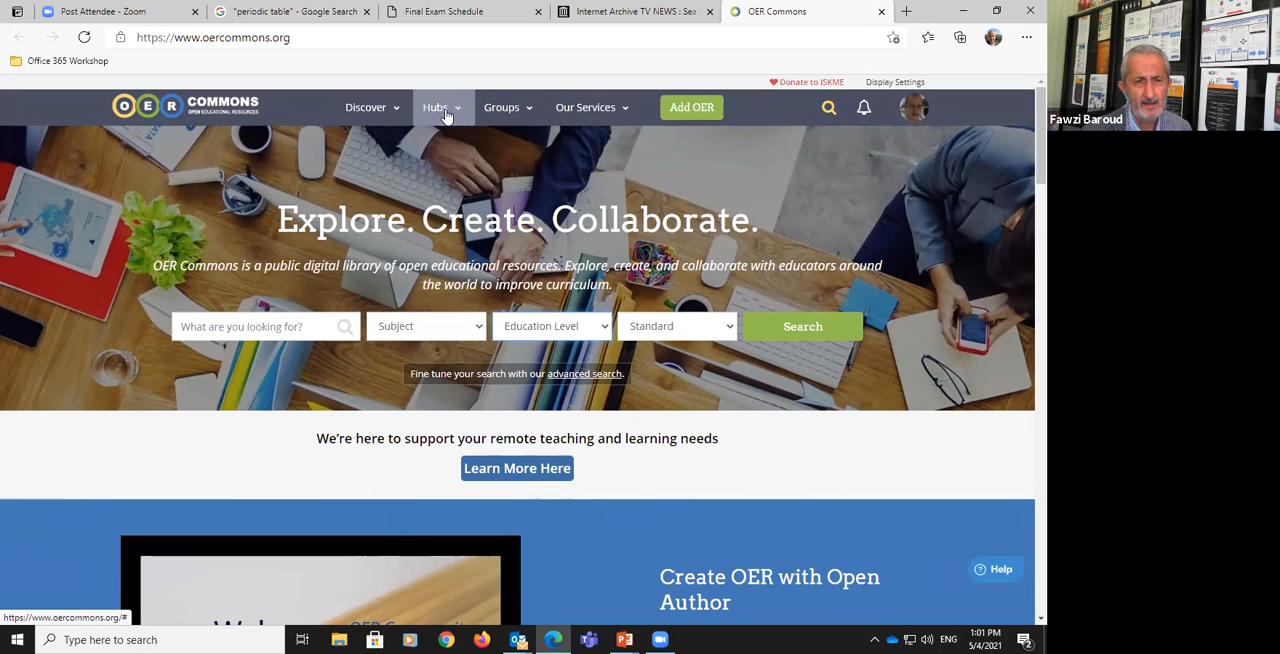 Post Attendee - Zoom
"periodic table" - Google Search
Final Exam Schedule
Internet Archive TV NEWS : Sea
OER Commons
https://www.oercommons.org
Office 365 Workshop
Donate to ISKME
Display Settings
OER COMMONS
OPEN EDUCATIONAL RESOURCES
Discover
Hubs
Groups
Our Services
Add OER
Fawzi Baroud
Explore. Create. Collaborate.
OER Commons is a public digital library of open educational resources. Explore, create, and collaborate with educators around
the world to improve curriculum.
What are you looking for?
Subject
Education Level
Standard
Search
Fine tune your search with our advanced search.
We're here to support your remote teaching and learning needs
Learn More Here
Create OER with Open
Author
Help
https://www.oercommons.org/#
Type here to search
ENG
1:01 PM
5/4/2021
2